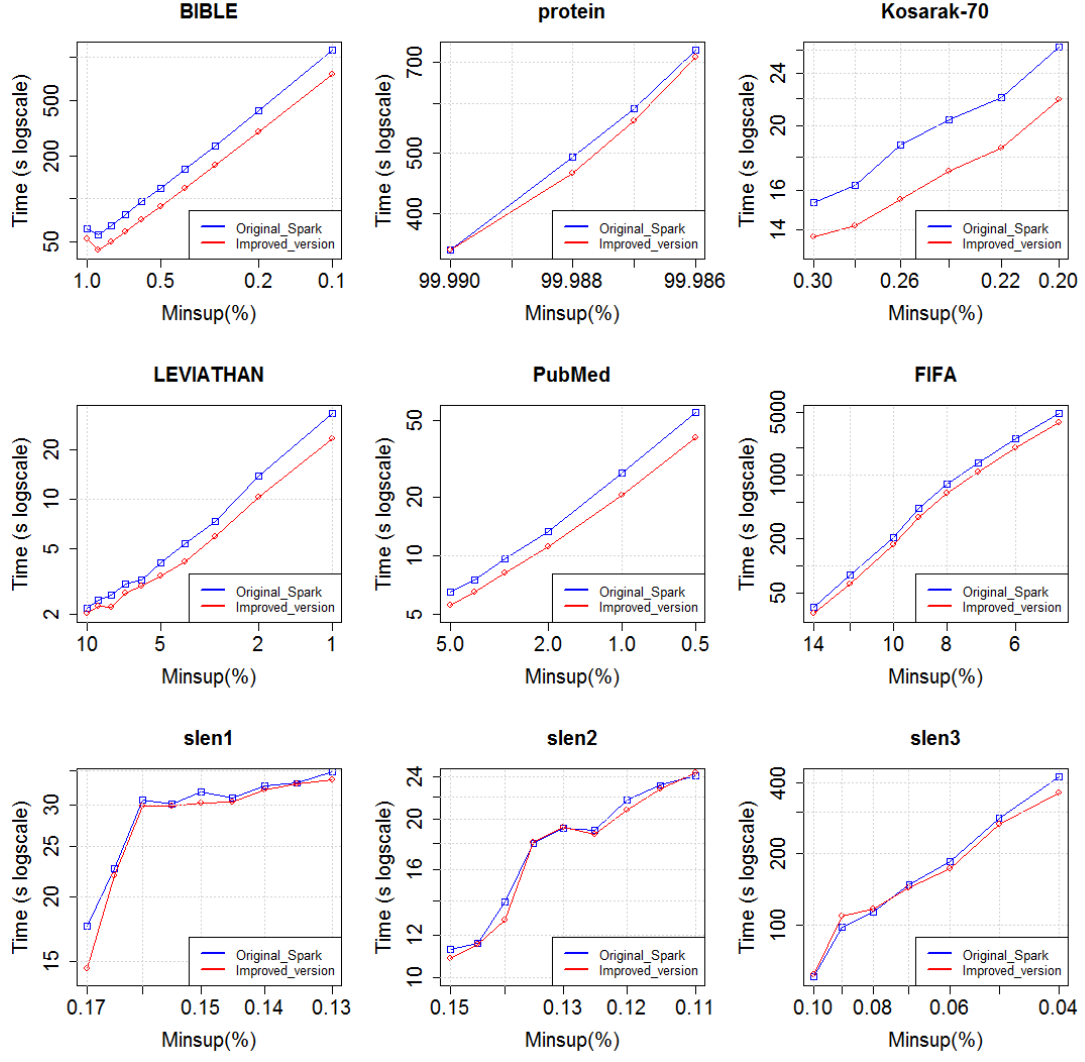 BIBLE
Time (s logscale)
500
200
50
Original_Spark
Improved_version
1.0 0.5 0.2 0.1
Minsup(%)
protein
Time (s logscale)
700
500
400
Original_Spark
Improved_version
99.990 99.988 99.986
Minsup(%)
Kosarak-70
Time (s logscale)
24
20
16
14
Original_Spark
Improved_version
0.30 0.26 0.22 0.20
Minsup(%)
LEVIATHAN
Time (s logscale)
20
10
5
2
Original_Spark
Improved_version
10 5 2 1
Minsup(%)
PubMed
Time (s logscale)
50
20
10
5
Original_Spark
Improved_version
5.0 2.0 1.0 0.5
Minsup(%)
FIFA
Time (s logscale)
5000
1000
200
50
Original_Spark
Improved_version
14 10 8 6
Minsup(%)
slen1
Time (s logscale)
30
25
20
15
Original_Spark
Improved_version
0.17 0.15 0.14 0.13
Minsup(%)
slen2
Time (s logscale)
24
20
16
12
10
Original_Spark
Improved_version
0.15 0.13 0.12 0.11
Minsup(%)
slen3
Time (s logscale)
400
200
100
Original_Spark
Improved_version
0.10 0.08 0.06 0.04
Minsup(%)